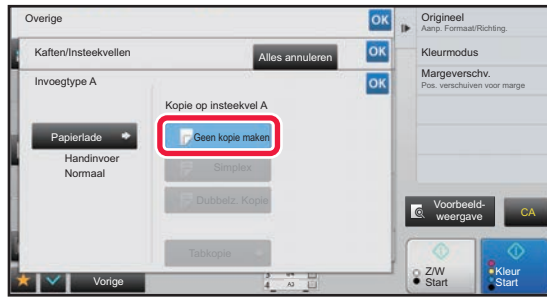 Overige
OK
Kaften/Insteekvellen
Alles annuleren
OK
Invoegtype A
OK
Kopie op insteekvel A
Papierlade
Geen kopie maken
Handinvoer
Normaal
Simplex
Dubbelz. Kopie
Tabkopie
Vorige
4 A3
Origineel
Aanp. Formaat/Richting.
Kleurmodus
Margeverschv.
Pos. verschuiven voor marge
Voorbeeld-
weergave
CA
Z/W
Start
Kleur
Start